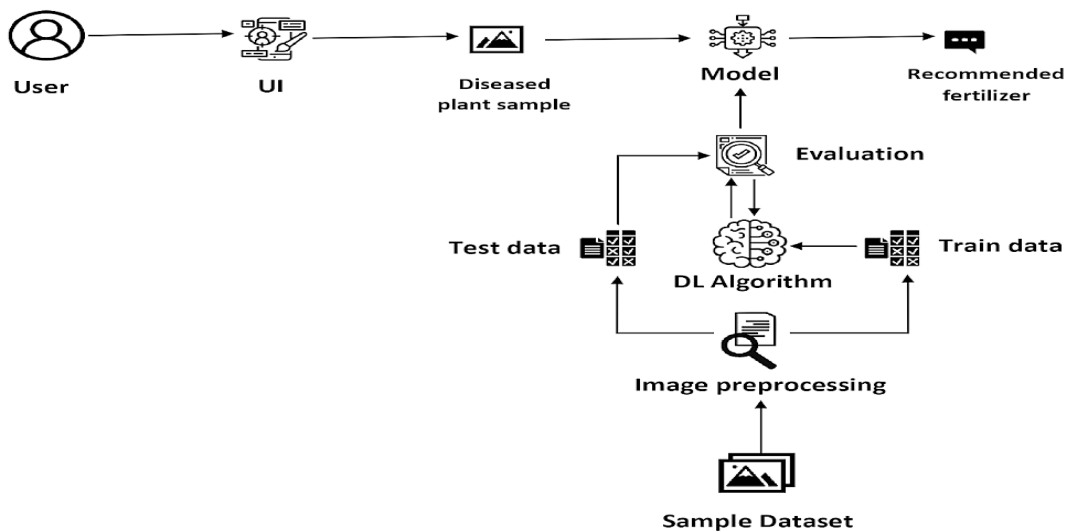 User
UI
Diseased
plant sample
Model
Recommended
fertilizer
Evaluation
Test data
Train data
DL Algorithm
Image preprocessing
Sample Dataset